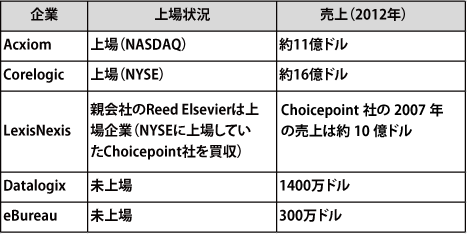 企業 上場状況 売上（2012年）
Acxiom 上場（NASDAQ） 約11億ドル
Corelogic 上場（NYSE） 約16億ドル
LexisNexis
親会社のReed Elsevierは上
場企業（NYSEに上場してい
たChoicepoint社を買収）
Choicepoint 社の 2007 年
の売上は約 10 億ドル
Datalogix 未上場 1400万ドル
eBureau 未上場 300万ドル